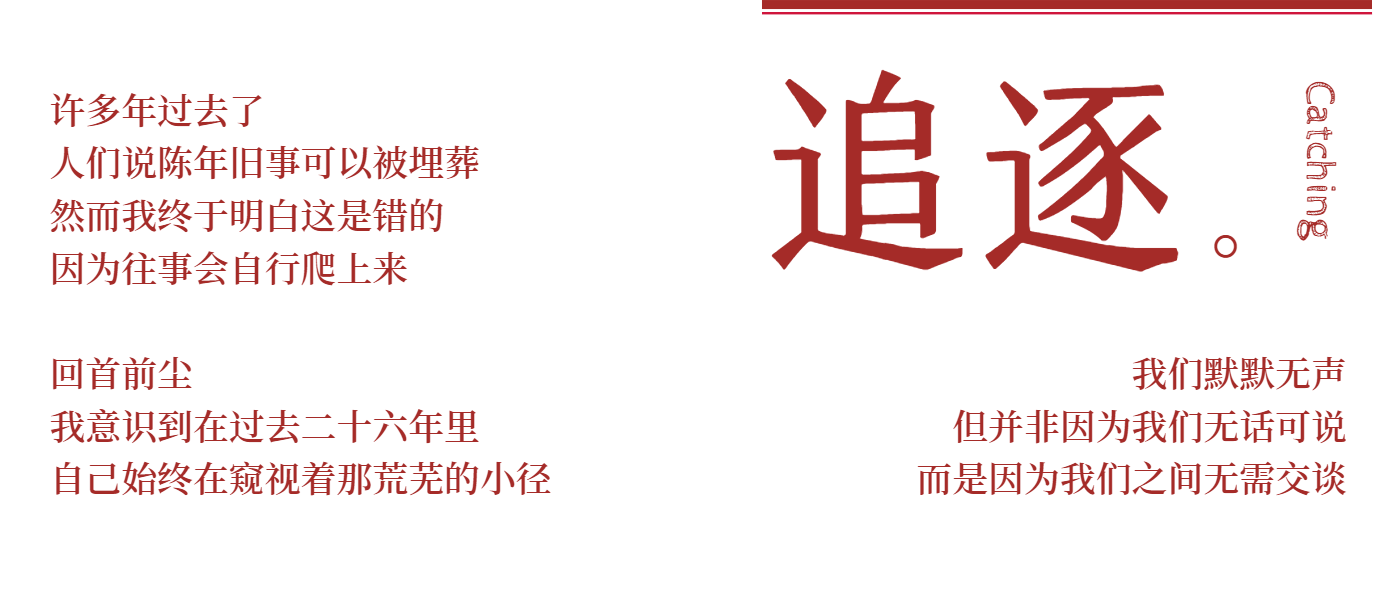 许多年过去了
人们说陈年旧事可以被埋葬
然而我终于明白这是错的
因为往事会自行爬上来
回首前尘
我意识到在过去二十六年里
自己始终在窥视着那荒芜的小径
追逐。
Catching
我们默默无声
但并非因为我们无话可说
而是因为我们之间无需交谈